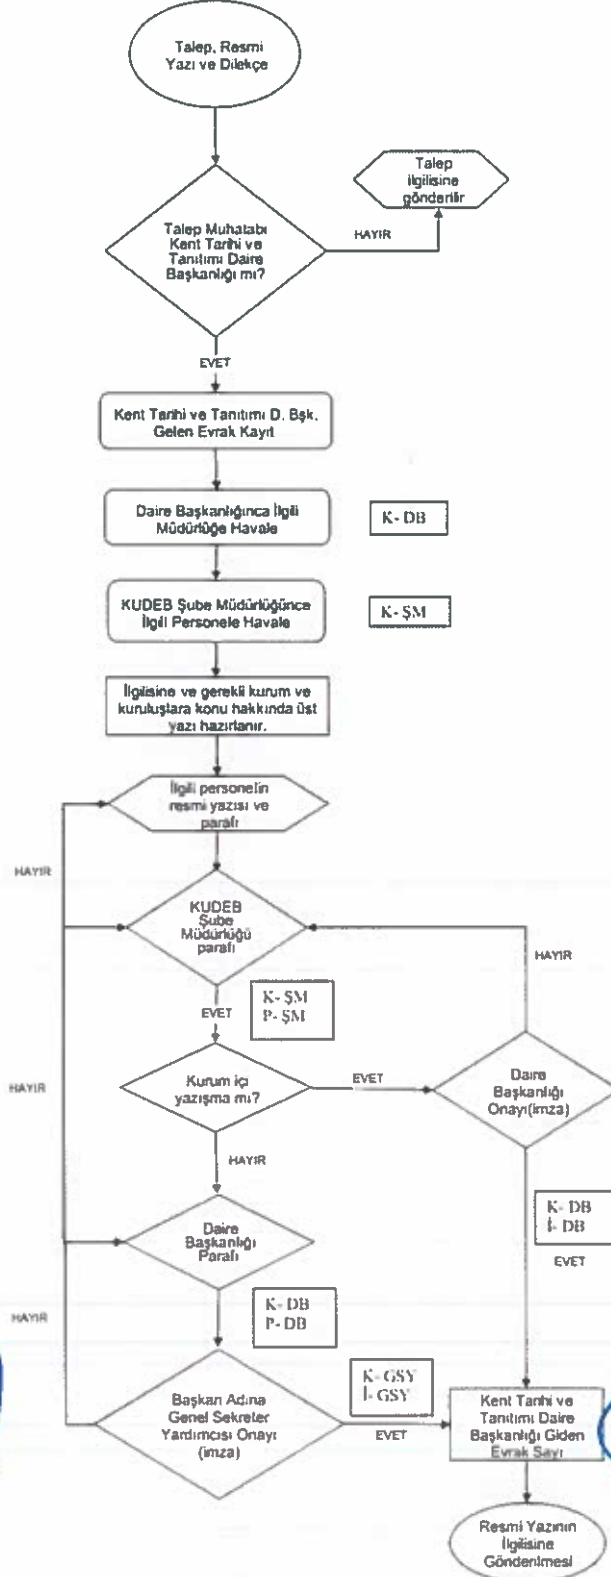 Talep, Resmi
Yazı ve Dilekçe
Talep
ilgilisine
gönderilir
Talep Muhatabı
Kent Tarihi ve
Tanıtımı Daire
Başkanlığı mı?
HAYIR
EVET
Kent Tarihi ve Tanıtımı D. Bşk.
Gelen Evrak Kayıt
Daire Başkanlığınca İlgili
Müdürlüğe Havale
K- DB
KUDEB Şube Müdürlüğünce
İlgili Personele Havale
K- ŞM
İlgilisine ve gerekli kurum ve
kuruluşlara konu hakkında üst
yazı hazırlanır.
İlgili personelin
resmi yazısı ve
parafı
HAYIR
KUDEB
Şube
Müdürlüğü
parafı
HAYIR
EVET
K- ŞM
P- ŞM
Kurum içi
yazışma mı?
EVET
Daire
Başkanlığı
Onayı(imza)
HAYIR
HAYIR
Daire
Başkanlığı
Parafı
K- DB
İ- DB
EVET
K- DB
P- DB
HAYIR
Başkan Adına
Genel Sekreter
Yardımcısı Onayı
(imza)
K- GSY
İ- GSY
EVET
Kent Tarihi ve
Tanıtımı Daire
Başkanlığı Giden
Evrak Sayı
Resmi Yazının
İlgilisine
Gönderilmesi